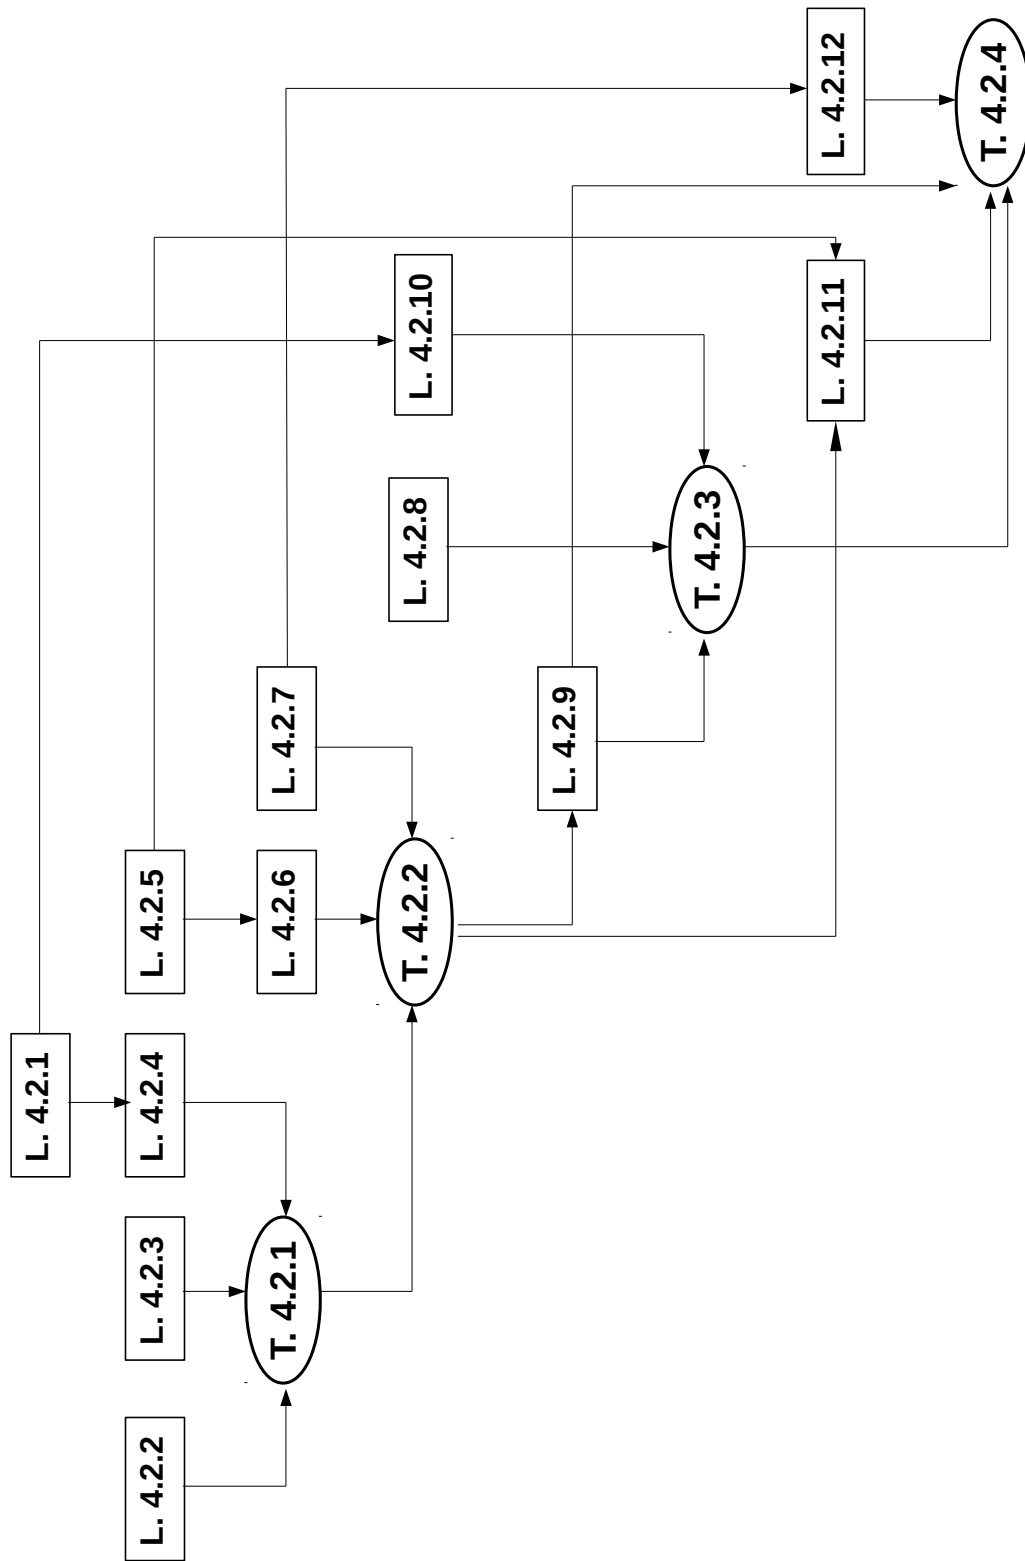 L. 4.2.1
L. 4.2.2
L. 4.2.3
L. 4.2.4
L. 4.2.5
T. 4.2.1
L. 4.2.6
L. 4.2.7
T. 4.2.2
L. 4.2.8
L. 4.2.10
L. 4.2.9
T. 4.2.3
L. 4.2.11
L. 4.2.12
T. 4.2.4